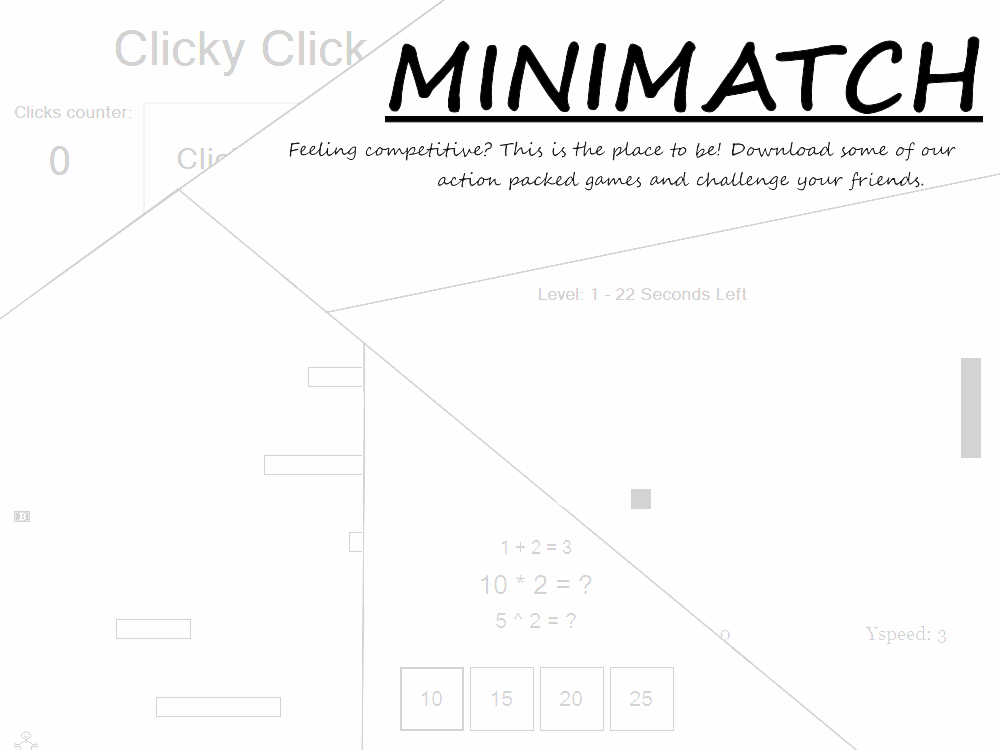 Clicky Click
MINIMATCH
Clicks counter:
0
Feeling competitive? This is the place to be! Download some of our
action packed games and challenge your friends.
Level: 1 - 22 Seconds Left
B
1 + 2 = 3
10 * 2 = ?
5 ^ 2 = ?
0
Yspeed: 3
10 15 20 25